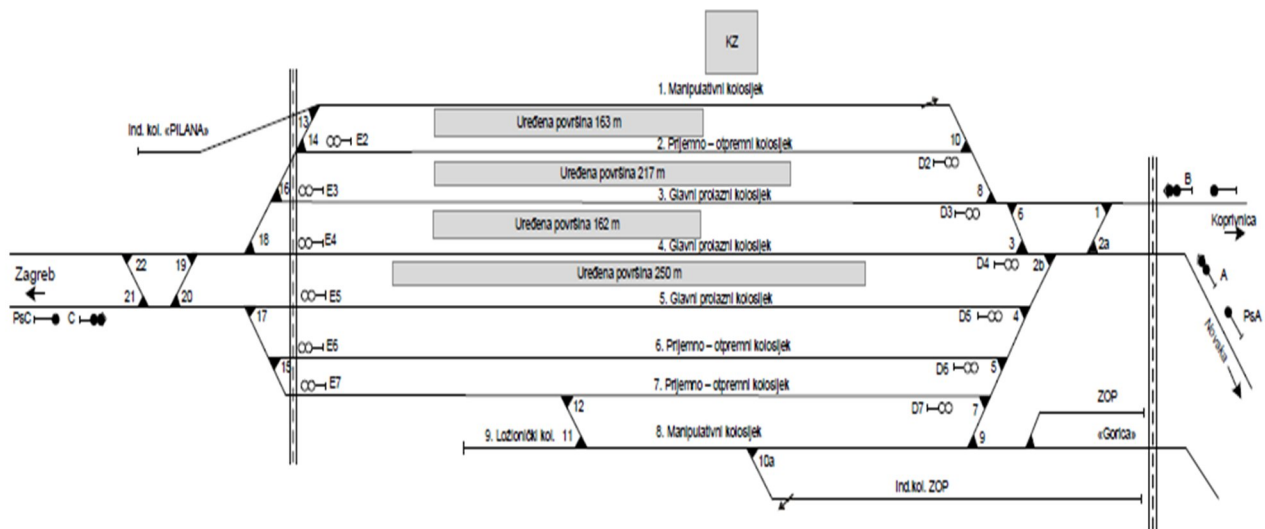 KZ
1. Manipulativni kolosijek
13
Ind. kol. «PILANA»
Uređena površina 163 m
14
E2
2. Prijemno – otpremni kolosijek
10
D2
Uređena površina 217 m
B
16
E3
3. Glavni prolazni kolosijek
8
D3
6
1
Koprivnica
Uređena površina 162 m
18
E4
4. Glavni prolazni kolosijek
3
2a
22
19
D4
2b
Zagreb
Uređena površina 250 m
A
21
20
E5
5. Glavni prolazni kolosijek
PsC
C
17
D5
4
PsA
Novaka
E6
6. Prijemno – otpremni kolosijek
15
D6
5
E7
7. Prijemno – otpremni kolosijek
12
D7
7
ZOP
9. Ložionički kol.
11
8. Manipulativni kolosijek
9
«Gorica»
10a
Ind.kol. ZOP